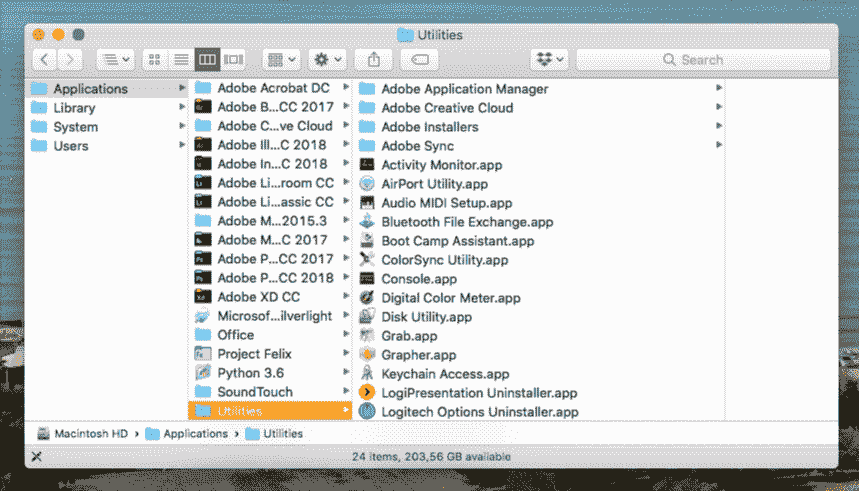 Utilities
Search
Applications
Library
System
Users
Adobe Acrobat DC
Adobe B...CC 2017
Adobe C...ve Cloud
Adobe Ill...C 2018
Adobe In...C 2018
Adobe Li...room CC
Adobe Li...assic CC
Adobe M...2015.3
Adobe M...C 2017
Adobe P...CC 2017
Adobe P...CC 2018
Adobe XD CC
Microsof...ilverlight
Office
Project Felix
Python 3.6
SoundTouch
Utilities
Adobe Application Manager
Adobe Creative Cloud
Adobe Installers
Adobe Sync
Activity Monitor.app
AirPort Utility.app
Audio MIDI Setup.app
Bluetooth File Exchange.app
Boot Camp Assistant.app
ColorSync Utility.app
Console.app
Digital Color Meter.app
Disk Utility.app
Grab.app
Grapher.app
Keychain Access.app
LogiPresentation Uninstaller.app
Logitech Options Uninstaller.app
Macintosh HD › Applications › Utilities
24 items, 203,56 GB available